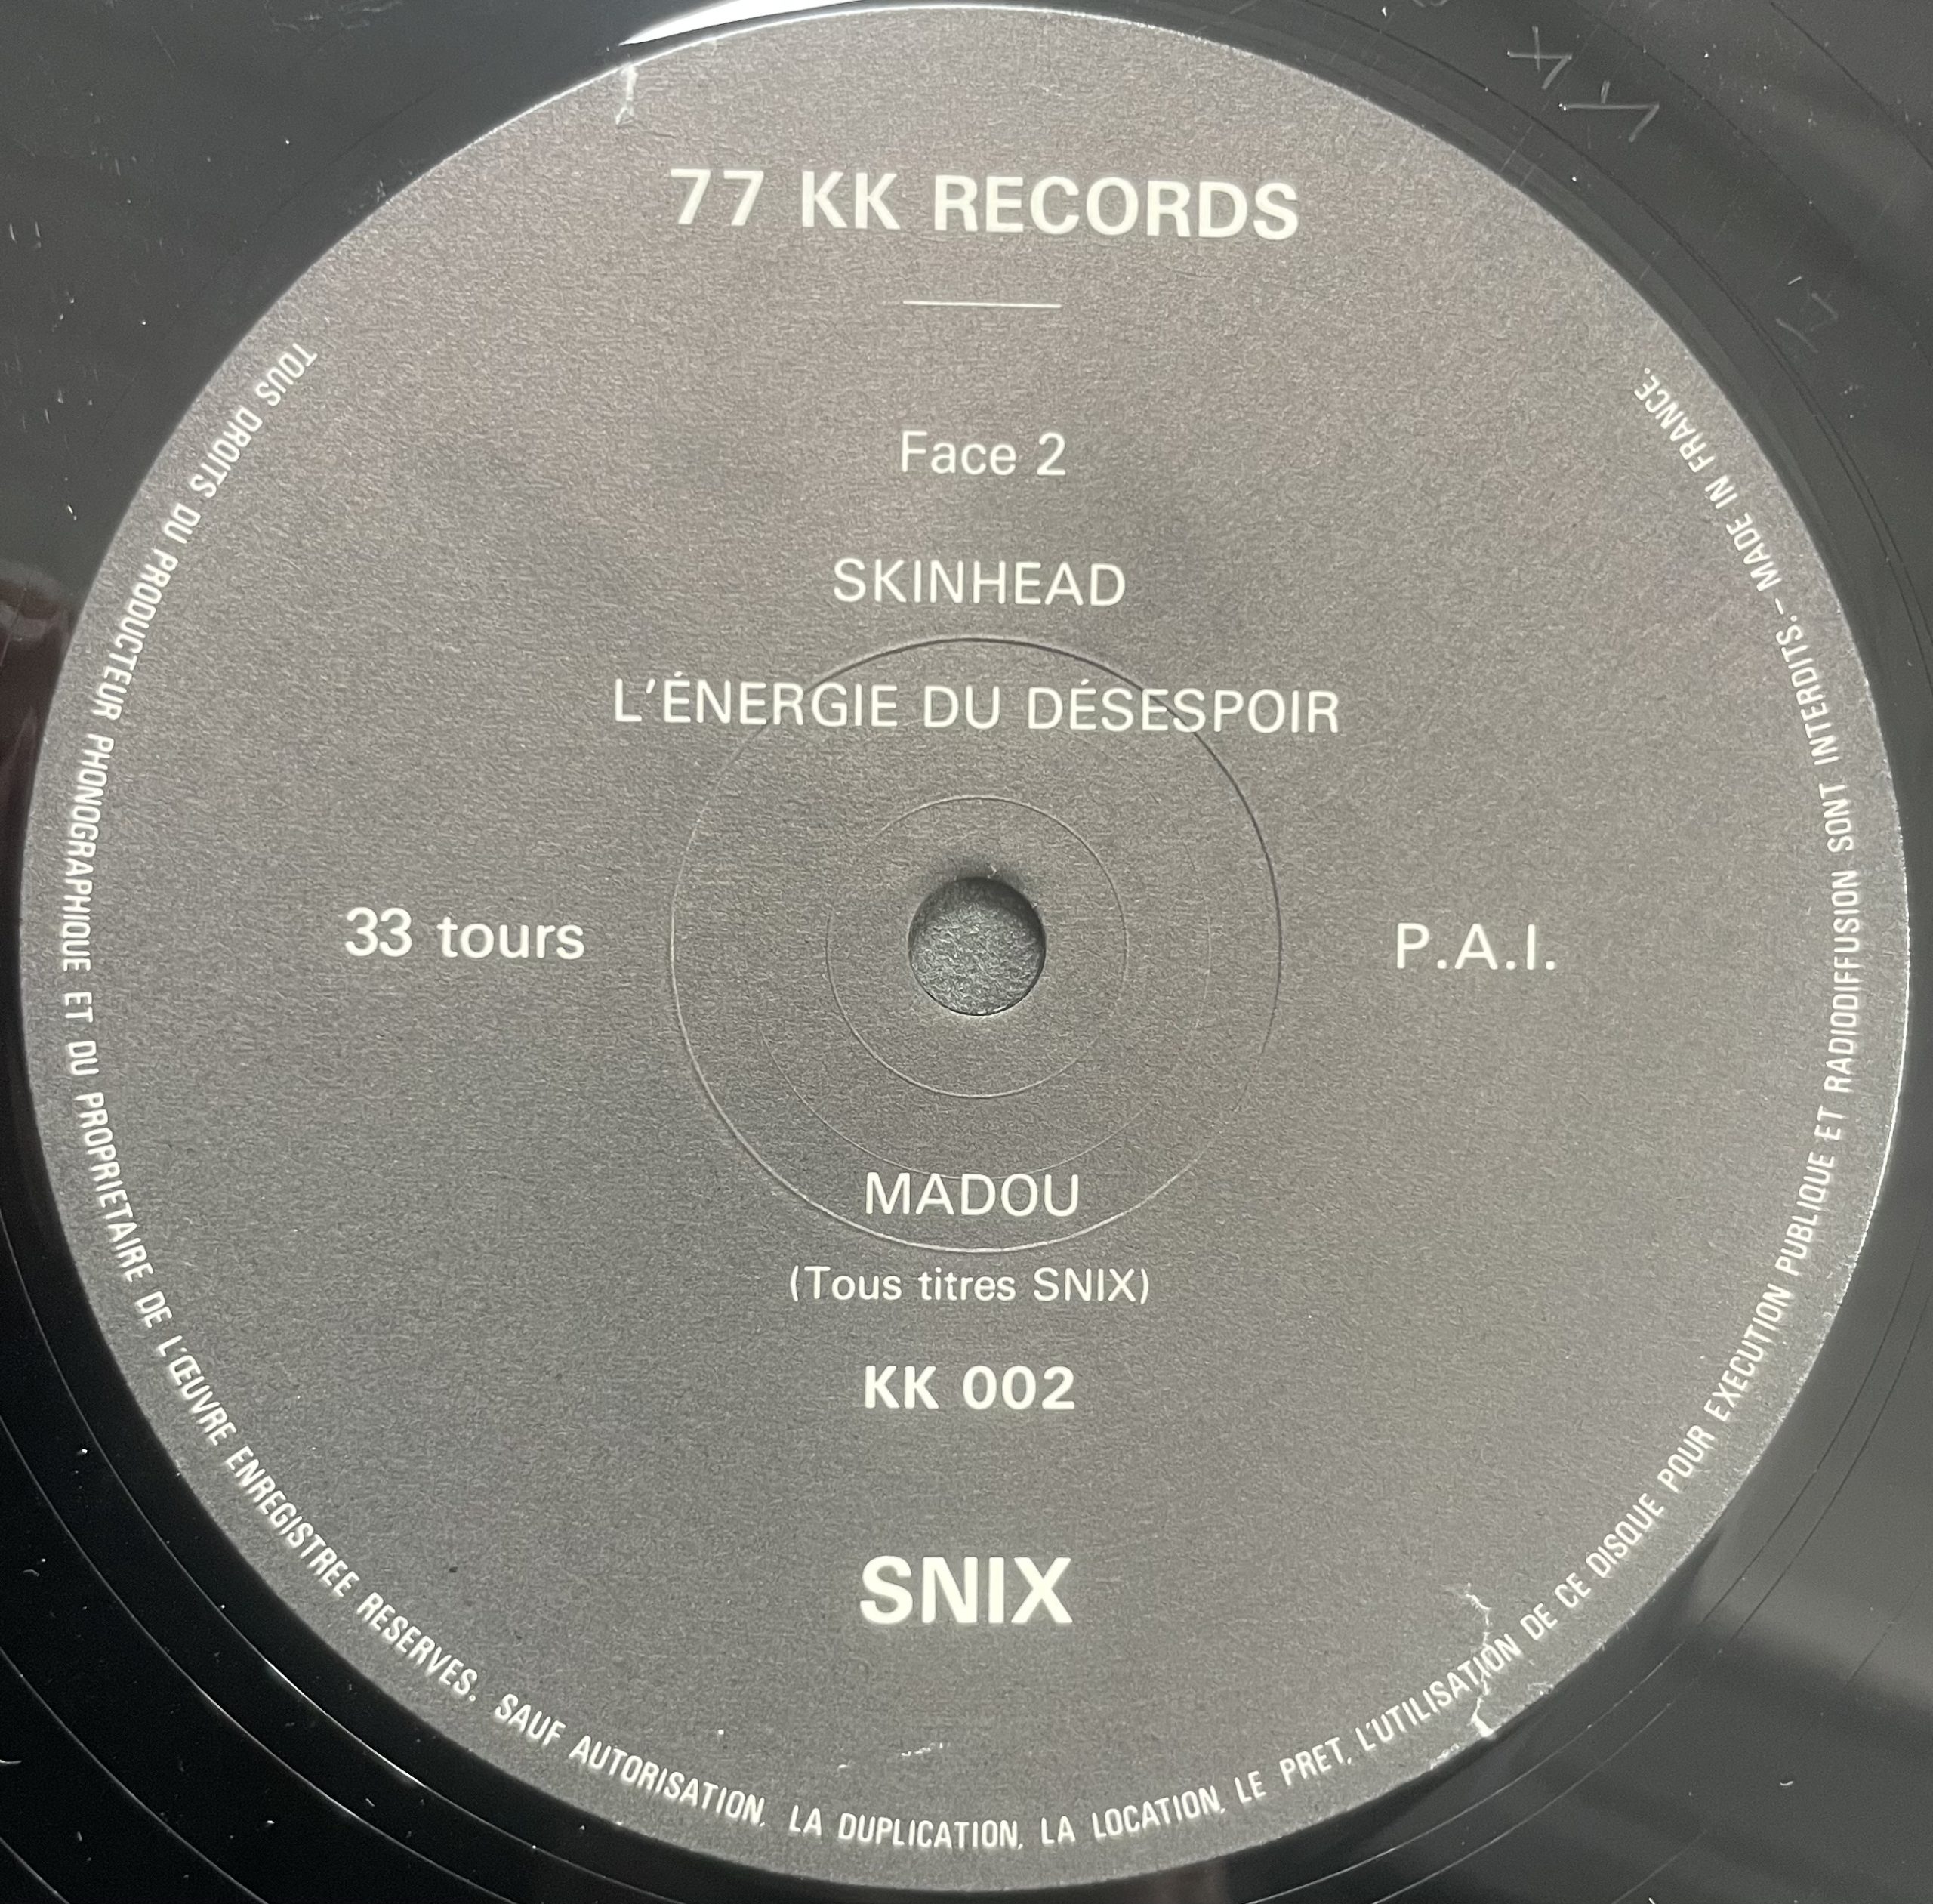 77 KK RECORDS
Face 2
SKINHEAD
L'ÉNERGIE DU DÉSESPOIR
33 tours
P.A.I.
MADOU
(Tous titres SNIX)
KK 002
SNIX
TOUS DROITS DU PRODUCTEUR PHONOGRAPHIQUE ET DU PROPRIETAIRE DE L'ŒUVRE ENREGISTREE RESERVES. SAUF AUTORISATION, LA DUPLICATION, LA LOCATION, LE PRET, L'UTILISATION DE CE DISQUE POUR EXECUTION PUBLIQUE ET RADIODIFFUSION SONT INTERDITS. – MADE IN FRANCE.